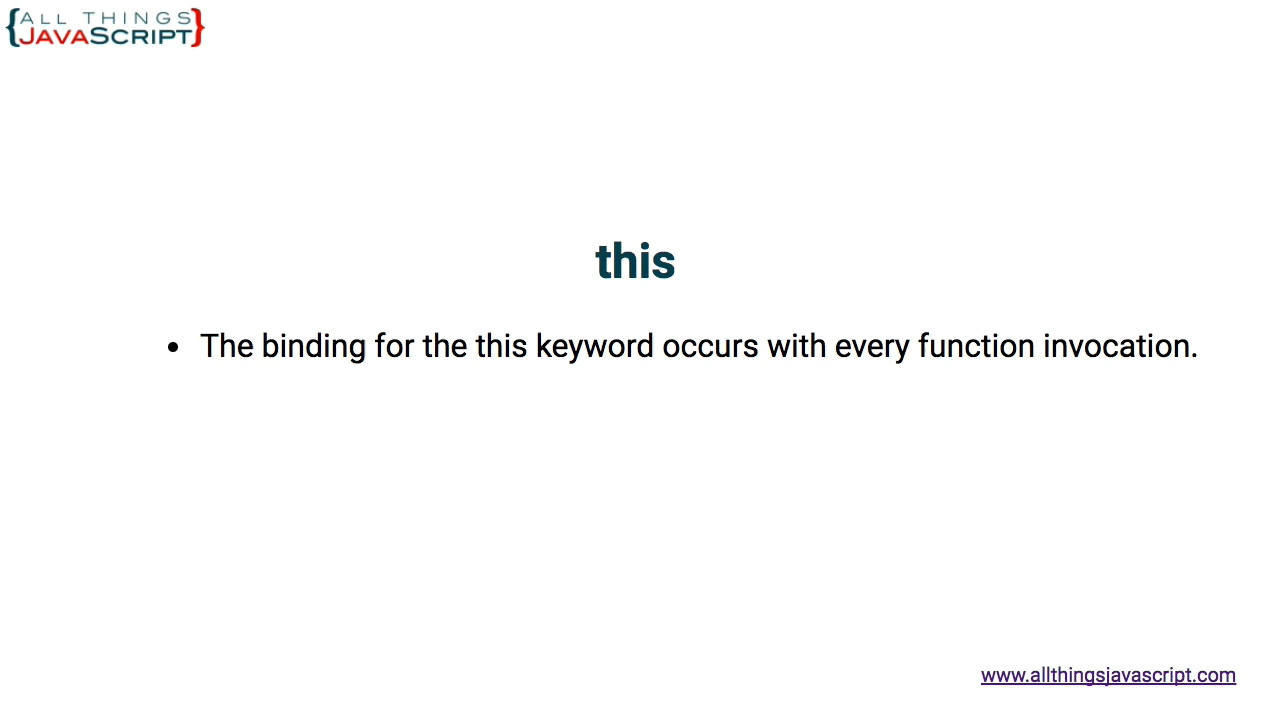 {ALL THINGS
JAVASCRIPT}
this
• The binding for the this keyword occurs with every function invocation.
www.allthingsjavascript.com